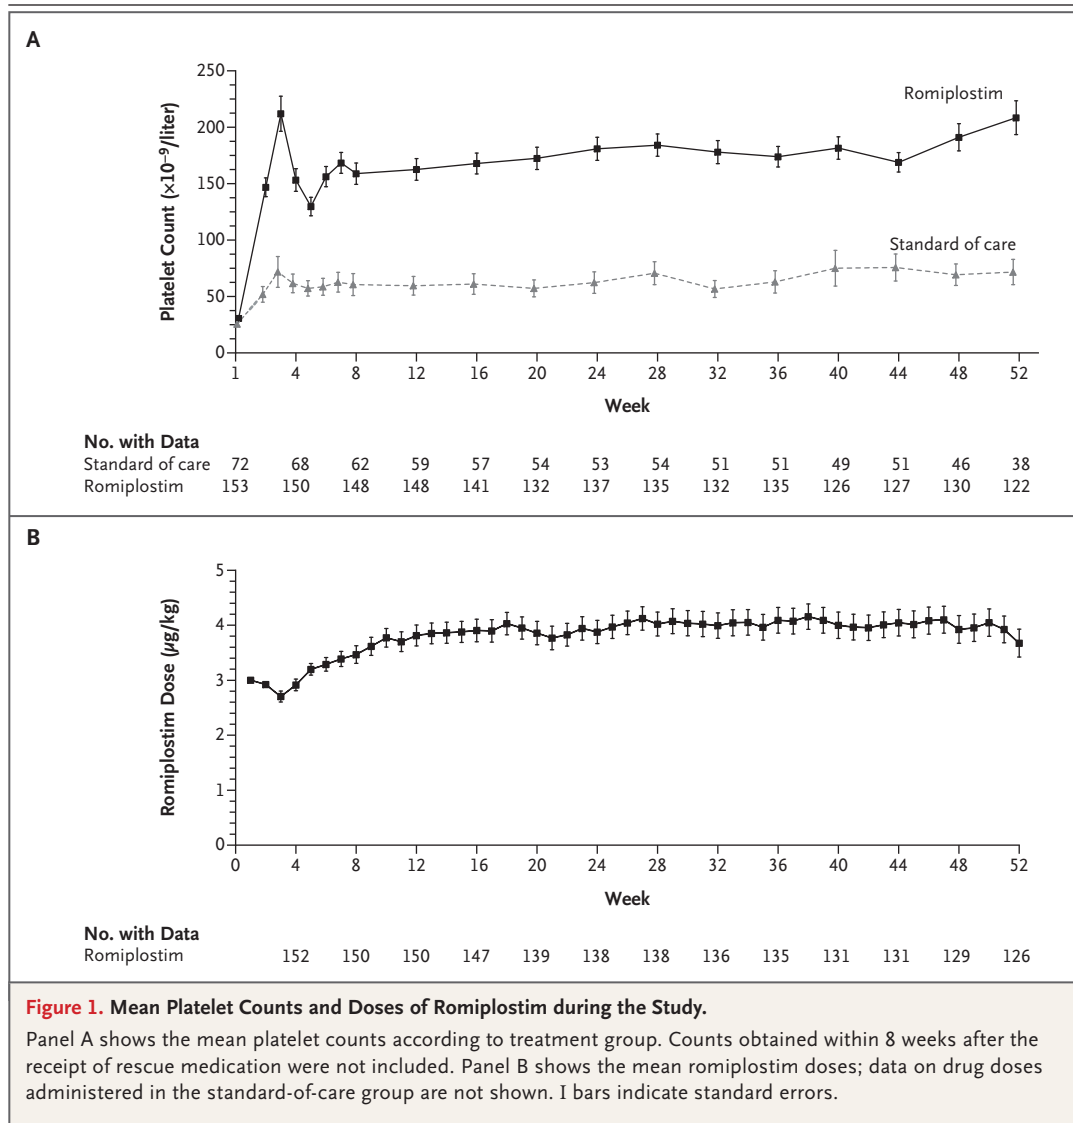 A
250
200
150
100
50
0
Platelet Count (×10⁻⁹/liter)
Romiplostim
Standard of care
1 4 8 12 16 20 24 28 32 36 40 44 48 52
Week
No. with Data
Standard of care 72 68 62 59 57 54 53 54 51 51 49 51 46 38
Romiplostim 153 150 148 148 141 132 137 135 132 135 126 127 130 122
B
5
4
3
2
1
0
Romiplostim Dose (µg/kg)
0 4 8 12 16 20 24 28 32 36 40 44 48 52
Week
No. with Data
Romiplostim 152 150 150 147 139 138 138 136 135 131 131 129 126
Figure 1. Mean Platelet Counts and Doses of Romiplostim during the Study.
Panel A shows the mean platelet counts according to treatment group. Counts obtained within 8 weeks after the
receipt of rescue medication were not included. Panel B shows the mean romiplostim doses; data on drug doses
administered in the standard-of-care group are not shown. I bars indicate standard errors.